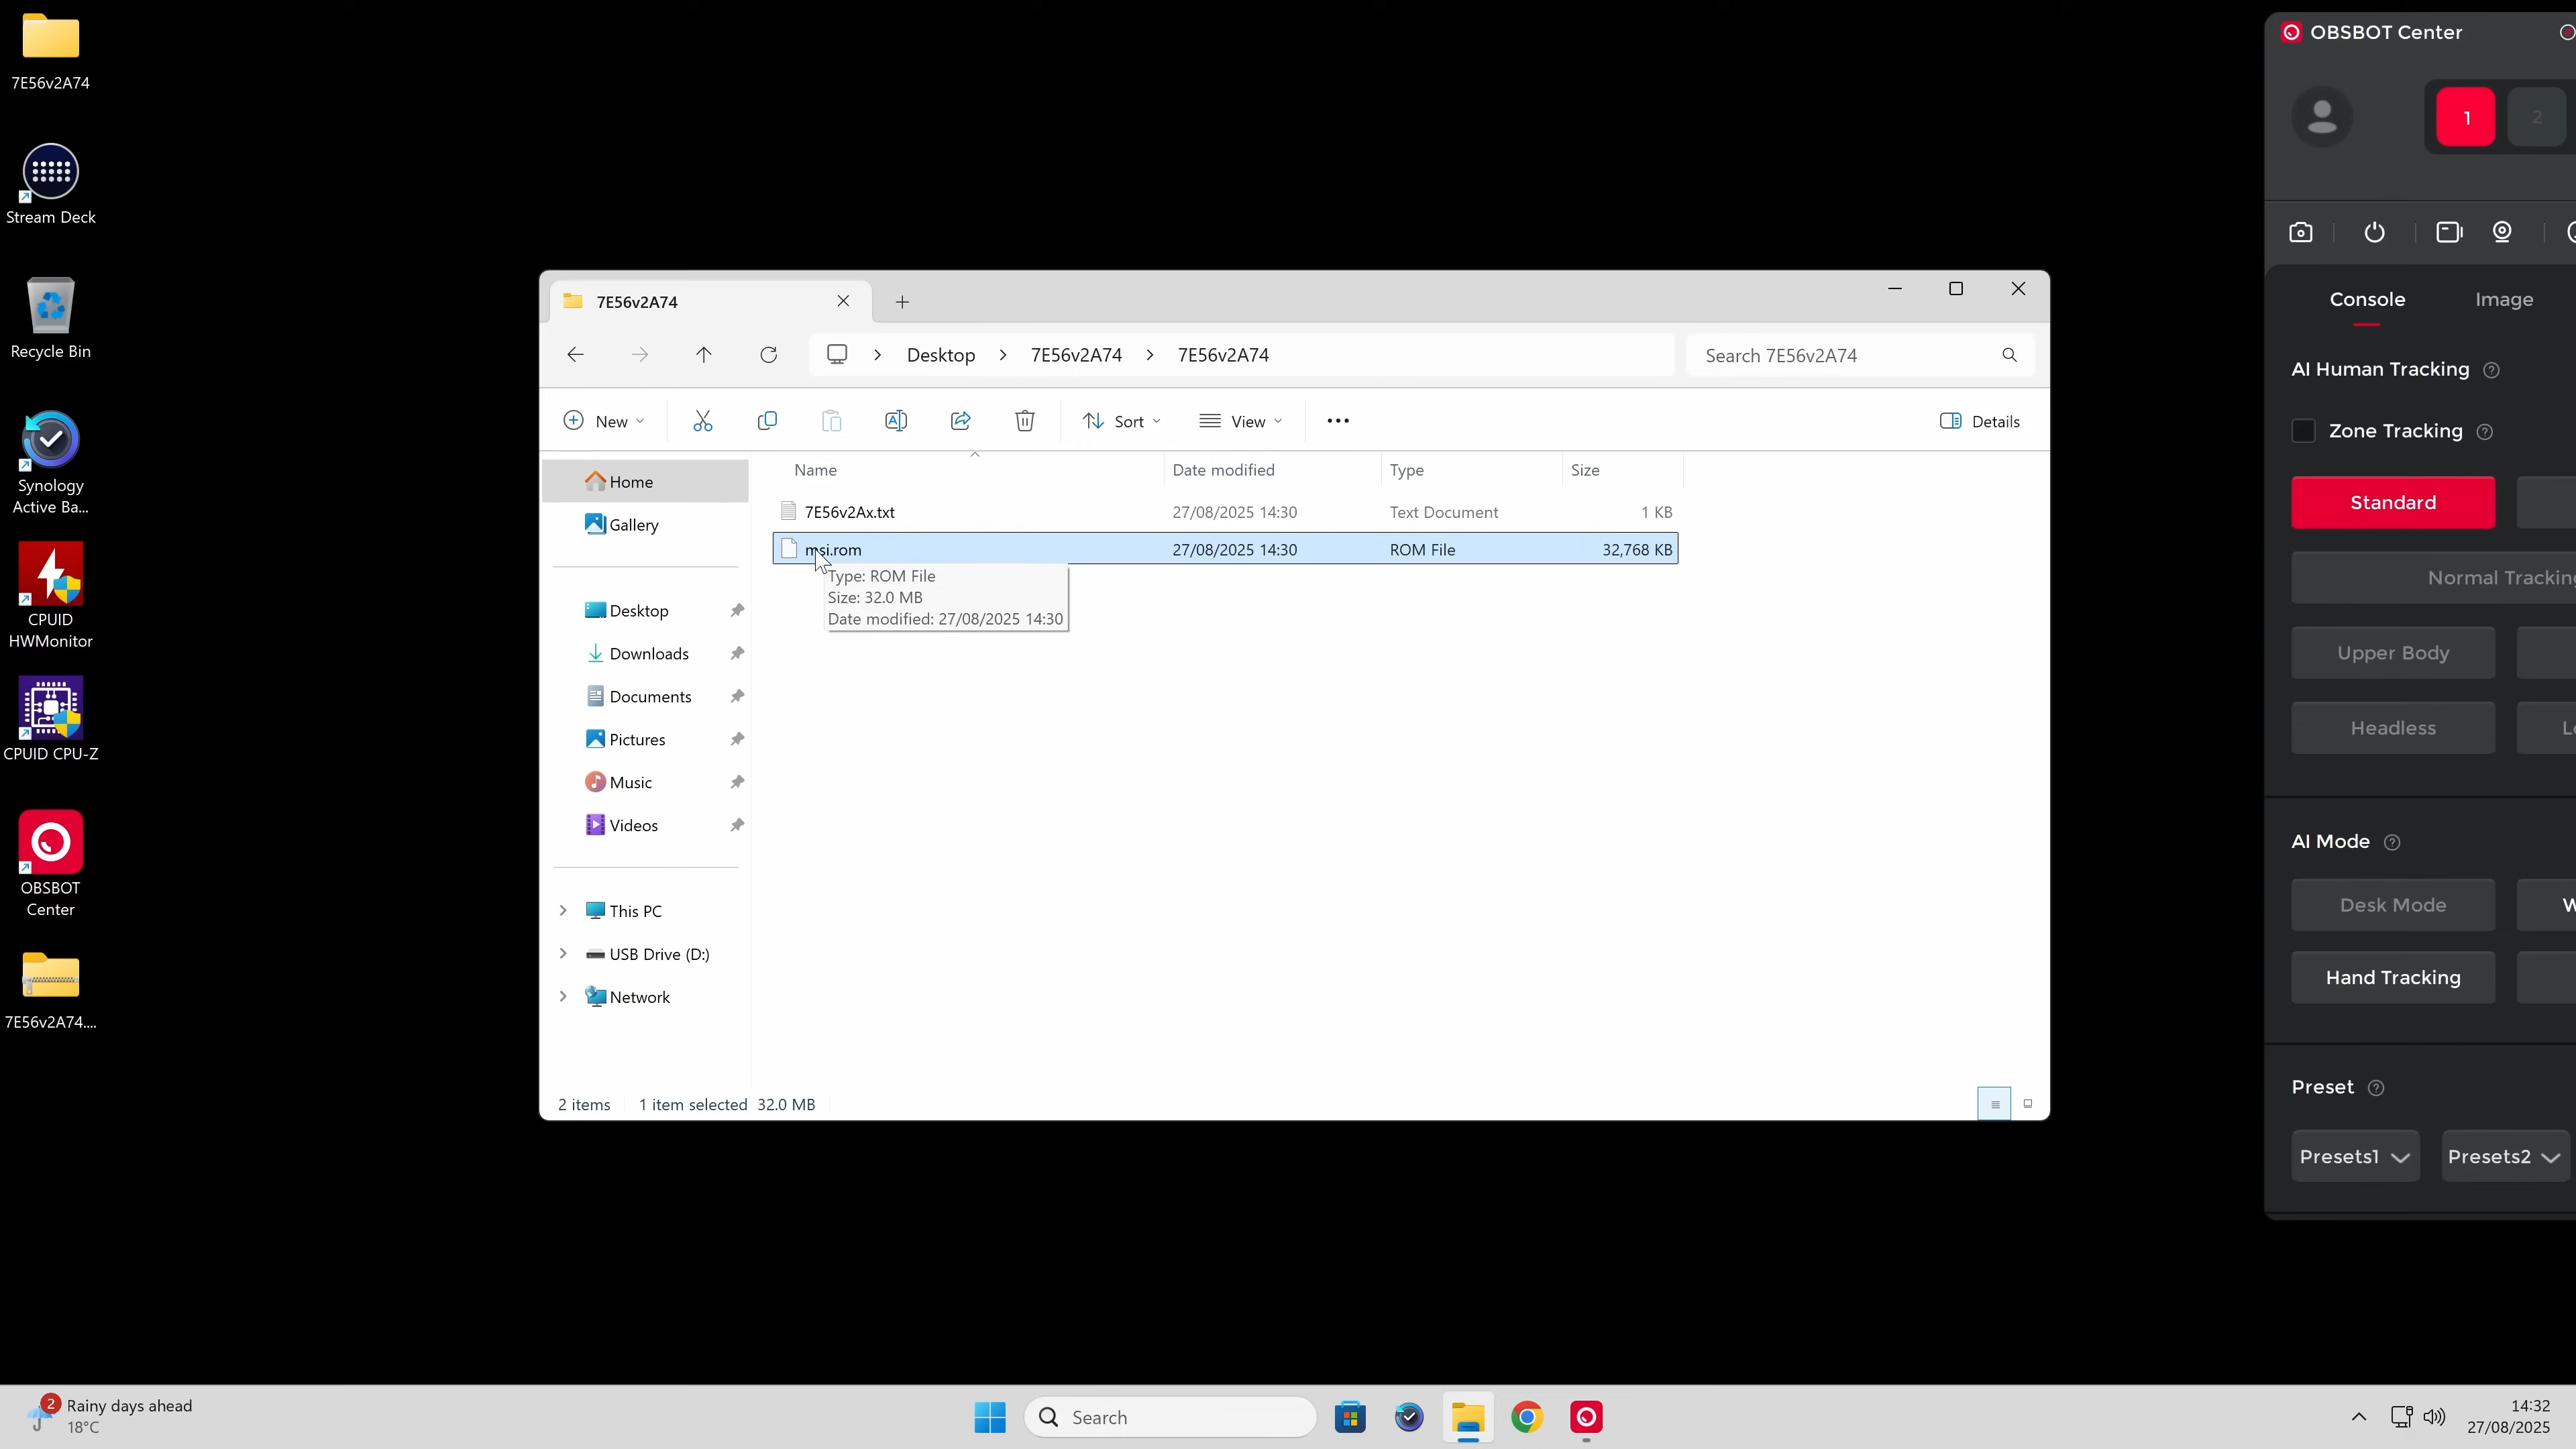 7E56v2A74
Stream Deck
Recycle Bin
Synology
Active Ba...
CPUID
HWMonitor
CPUID CPU-Z
OBSBOT
Center
7E56v2A74....
7E56v2A74
Desktop
7E56v2A74
7E56v2A74
Search 7E56v2A74
New
Sort
View
Details
Home
Gallery
Desktop
Downloads
Documents
Pictures
Music
Videos
This PC
USB Drive (D:)
Network
Name
Date modified
Type
Size
7E56v2Ax.txt
27/08/2025 14:30
Text Document
1 KB
msi.rom
27/08/2025 14:30
ROM File
32,768 KB
Type: ROM File
Size: 32.0 MB
Date modified: 27/08/2025 14:30
2 items
1 item selected 32.0 MB
OBSBOT Center
1
2
Console
Image
AI Human Tracking
Zone Tracking
Standard
Normal Tracking
Upper Body
Headless
AI Mode
Desk Mode
Hand Tracking
Preset
Presets1
Presets2
2
Rainy days ahead
18°C
Search
14:32
27/08/2025